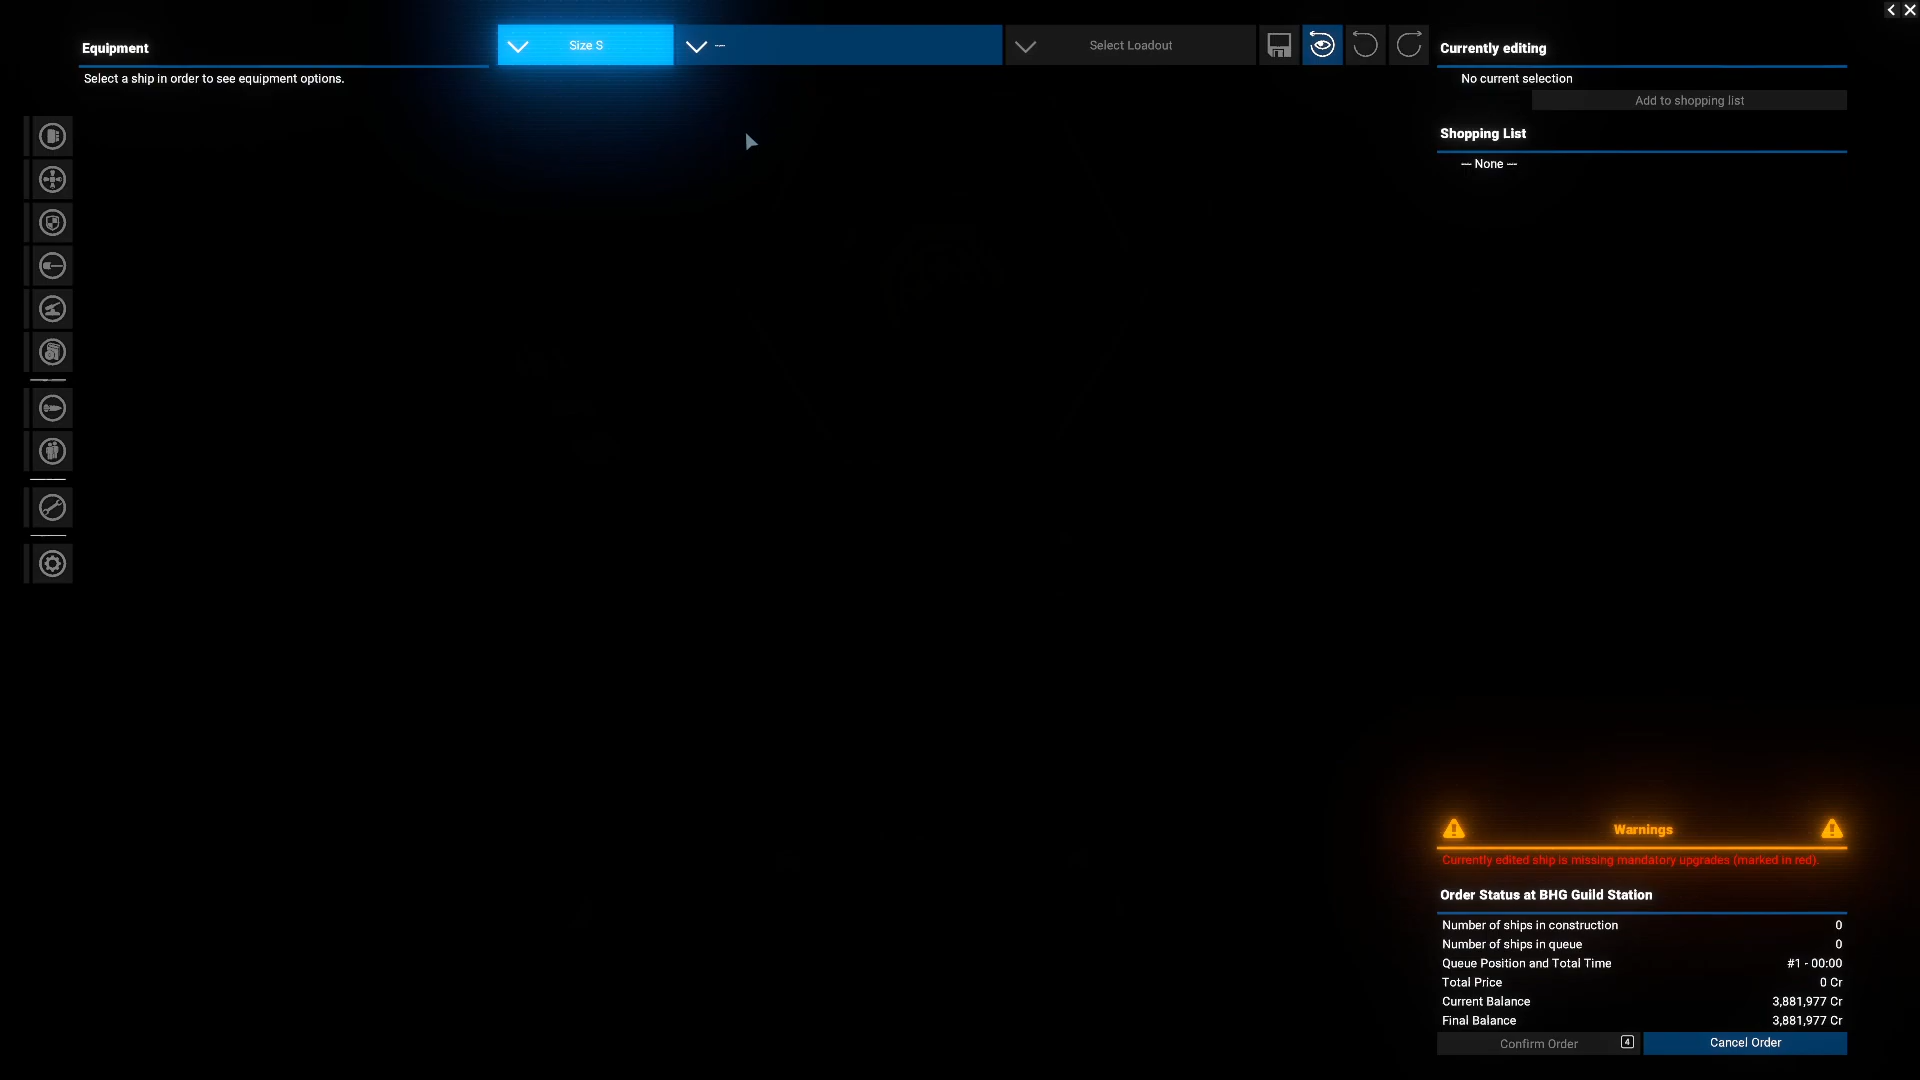 Equipment
Select a ship in order to see equipment options.
Size S
---
Select Loadout
Currently editing
No current selection
Add to shopping list
Shopping List
— None —
Warnings
Currently edited ship is missing mandatory upgrades (marked in red).
Order Status at BHG Guild Station
Number of ships in construction 0
Number of ships in queue 0
Queue Position and Total Time #1 - 00:00
Total Price 0 Cr
Current Balance 3,881,977 Cr
Final Balance 3,881,977 Cr
Confirm Order 4
Cancel Order